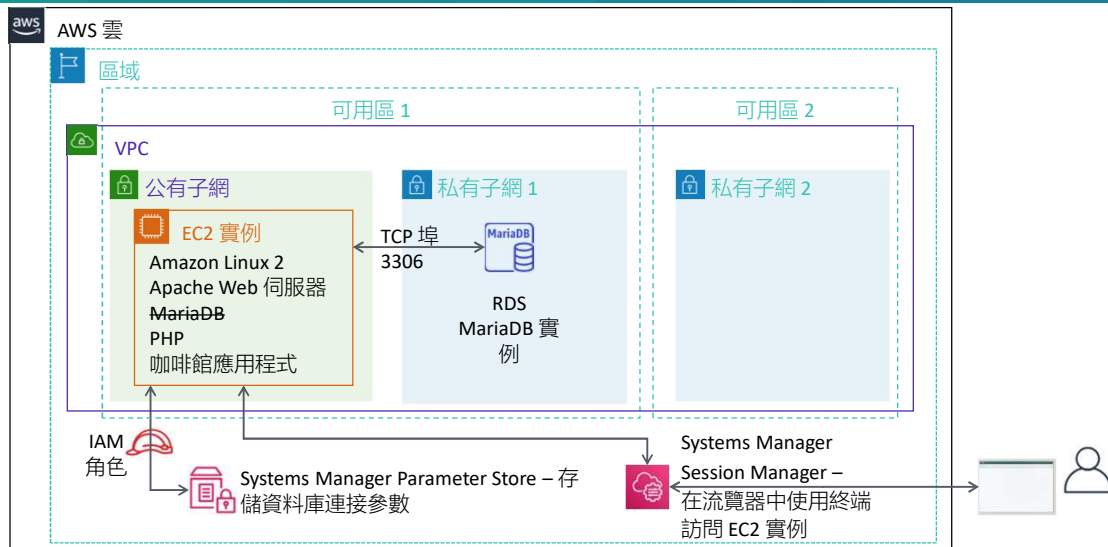 aws
AWS 雲
區域
可用區 1
可用區 2
VPC
公有子網
私有子網 1
私有子網 2
EC2 實例
Amazon Linux 2
Apache Web 伺服器
MariaDB
PHP
咖啡館應用程式
TCP 埠
3306
MariaDB
RDS
MariaDB 實
例
IAM
角色
Systems Manager Parameter Store – 存
儲資料庫連接參數
Systems Manager
Session Manager –
在流覽器中使用終端
訪問 EC2 實例